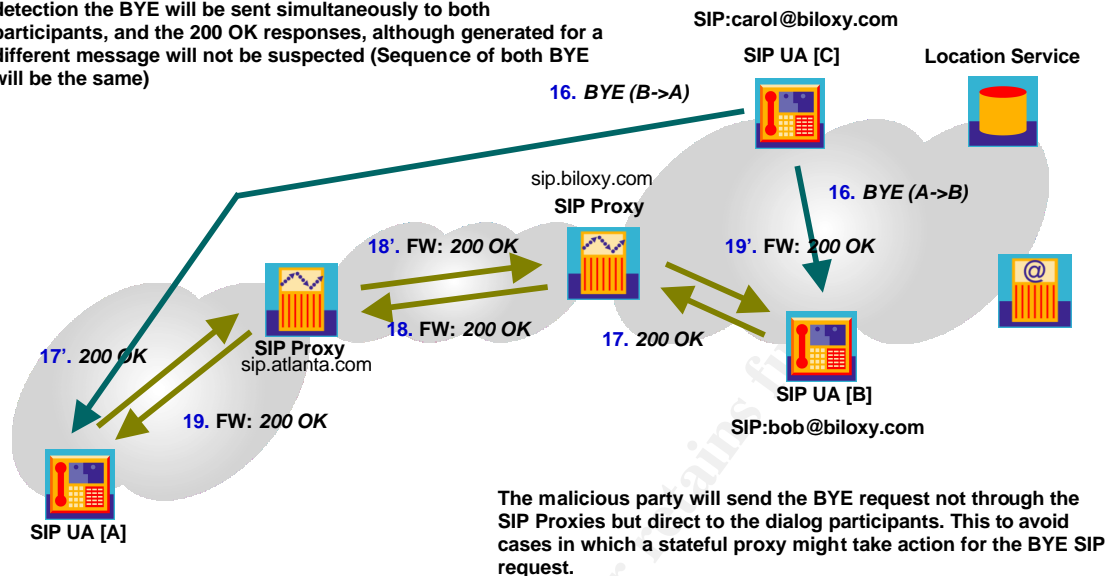 detection the BYE will be sent simultaneously to both
participants, and the 200 OK responses, although generated for a
different message will not be suspected (Sequence of both BYE
will be the same)
SIP:carol@biloxy.com
SIP UA [C]
Location Service
16. BYE (B->A)
sip.biloxy.com
SIP Proxy
16. BYE (A->B)
18'. FW: 200 OK
19'. FW: 200 OK
@
18. FW: 200 OK
17. 200 OK
17'. 200 OK
SIP Proxy
sip.atlanta.com
SIP UA [B]
19. FW: 200 OK
SIP:bob@biloxy.com
SIP UA [A]
The malicious party will send the BYE request not through the
SIP Proxies but direct to the dialog participants. This to avoid
cases in which a stateful proxy might take action for the BYE SIP
request.